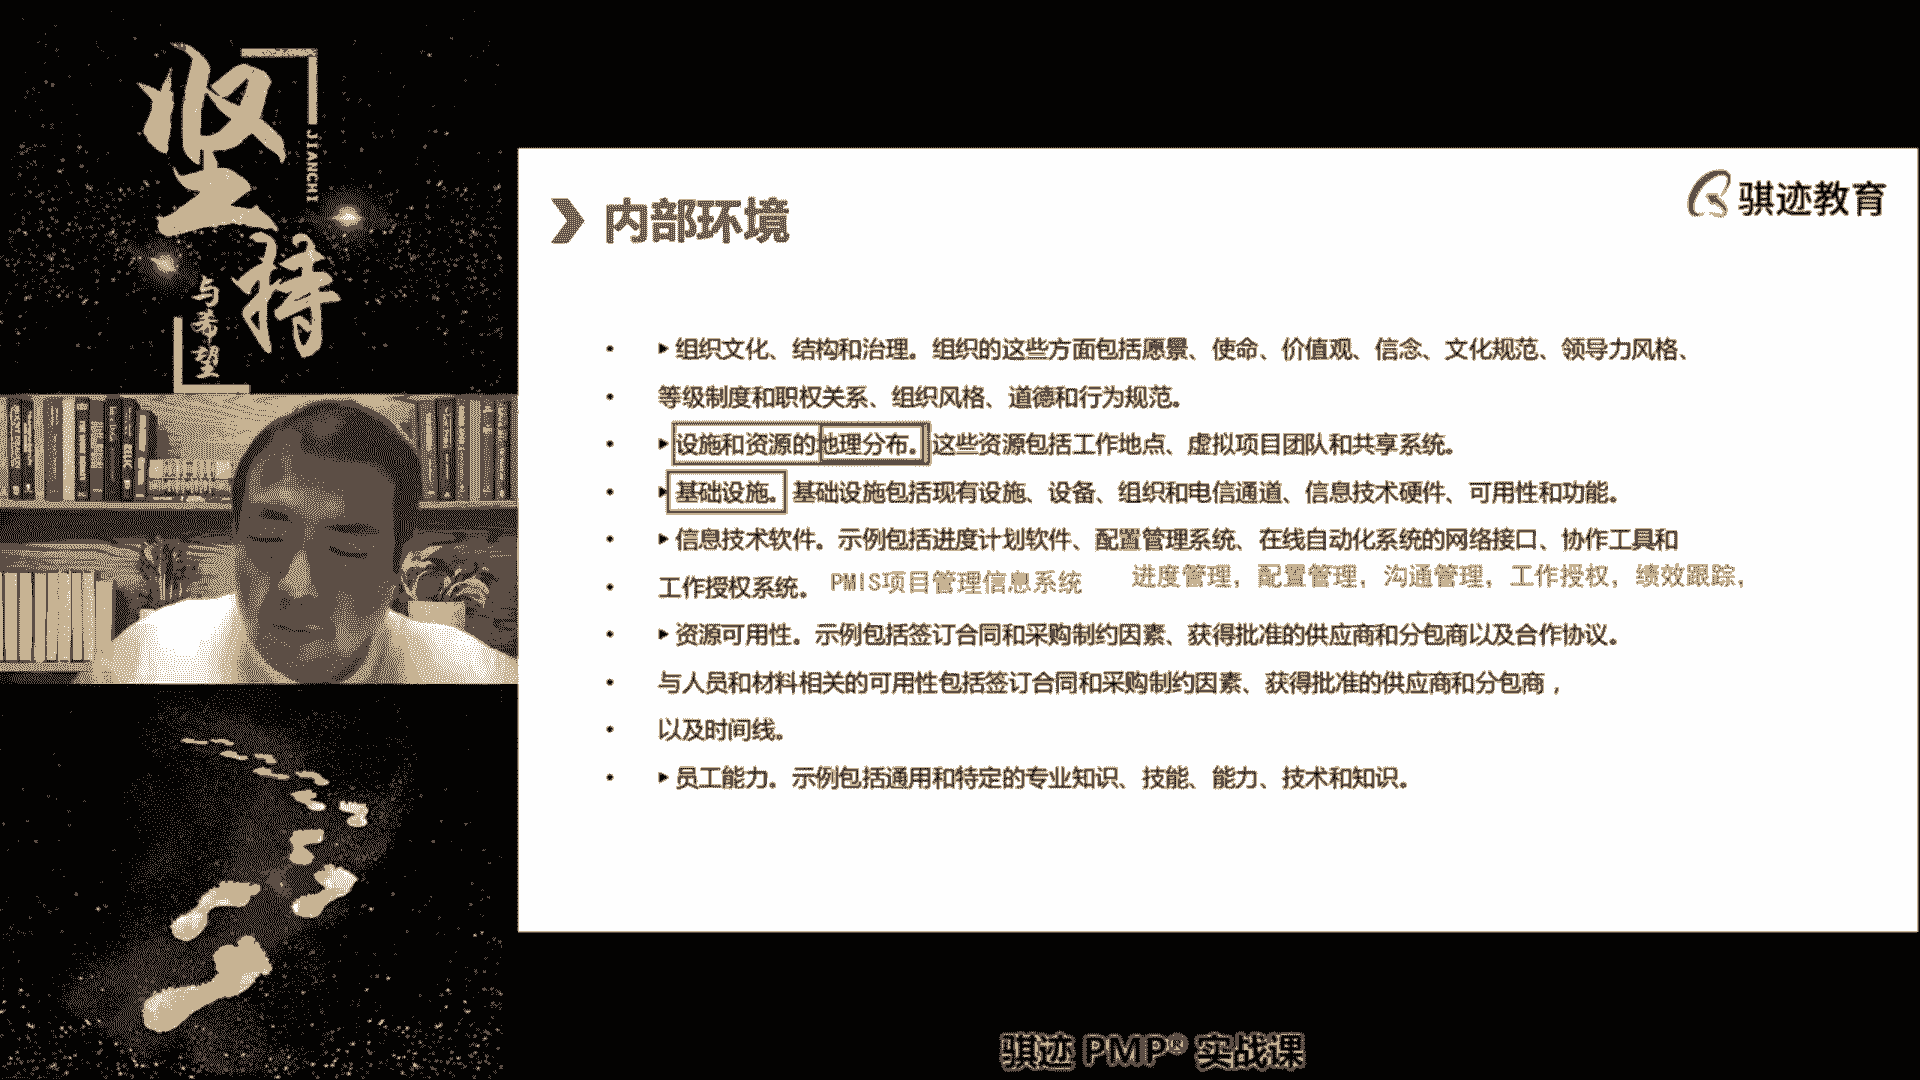 坚持
JIANCHI
与希望
骐迹教育
内部环境
组织文化、结构和治理。组织的这些方面包括愿景、使命、价值观、信念、文化规范、领导力风格、
等级制度和职权关系、组织风格、道德和行为规范。
设施和资源的地理分布。这些资源包括工作地点、虚拟项目团队和共享系统。
基础设施。基础设施包括现有设施、设备、组织和电信通道、信息技术硬件、可用性和功能。
信息技术软件。示例包括进度计划软件、配置管理系统、在线自动化系统的网络接口、协作工具和
工作授权系统。 PMIS项目管理信息系统 进度管理，配置管理，沟通管理，工作授权，绩效跟踪，
资源可用性。示例包括签订合同和采购制约因素、获得批准的供应商和分包商以及合作协议。
与人员和材料相关的可用性包括签订合同和采购制约因素、获得批准的供应商和分包商，
以及时间线。
员工能力。示例包括通用和特定的专业知识、技能、能力、技术和知识。
骐迹 PMP® 实战课